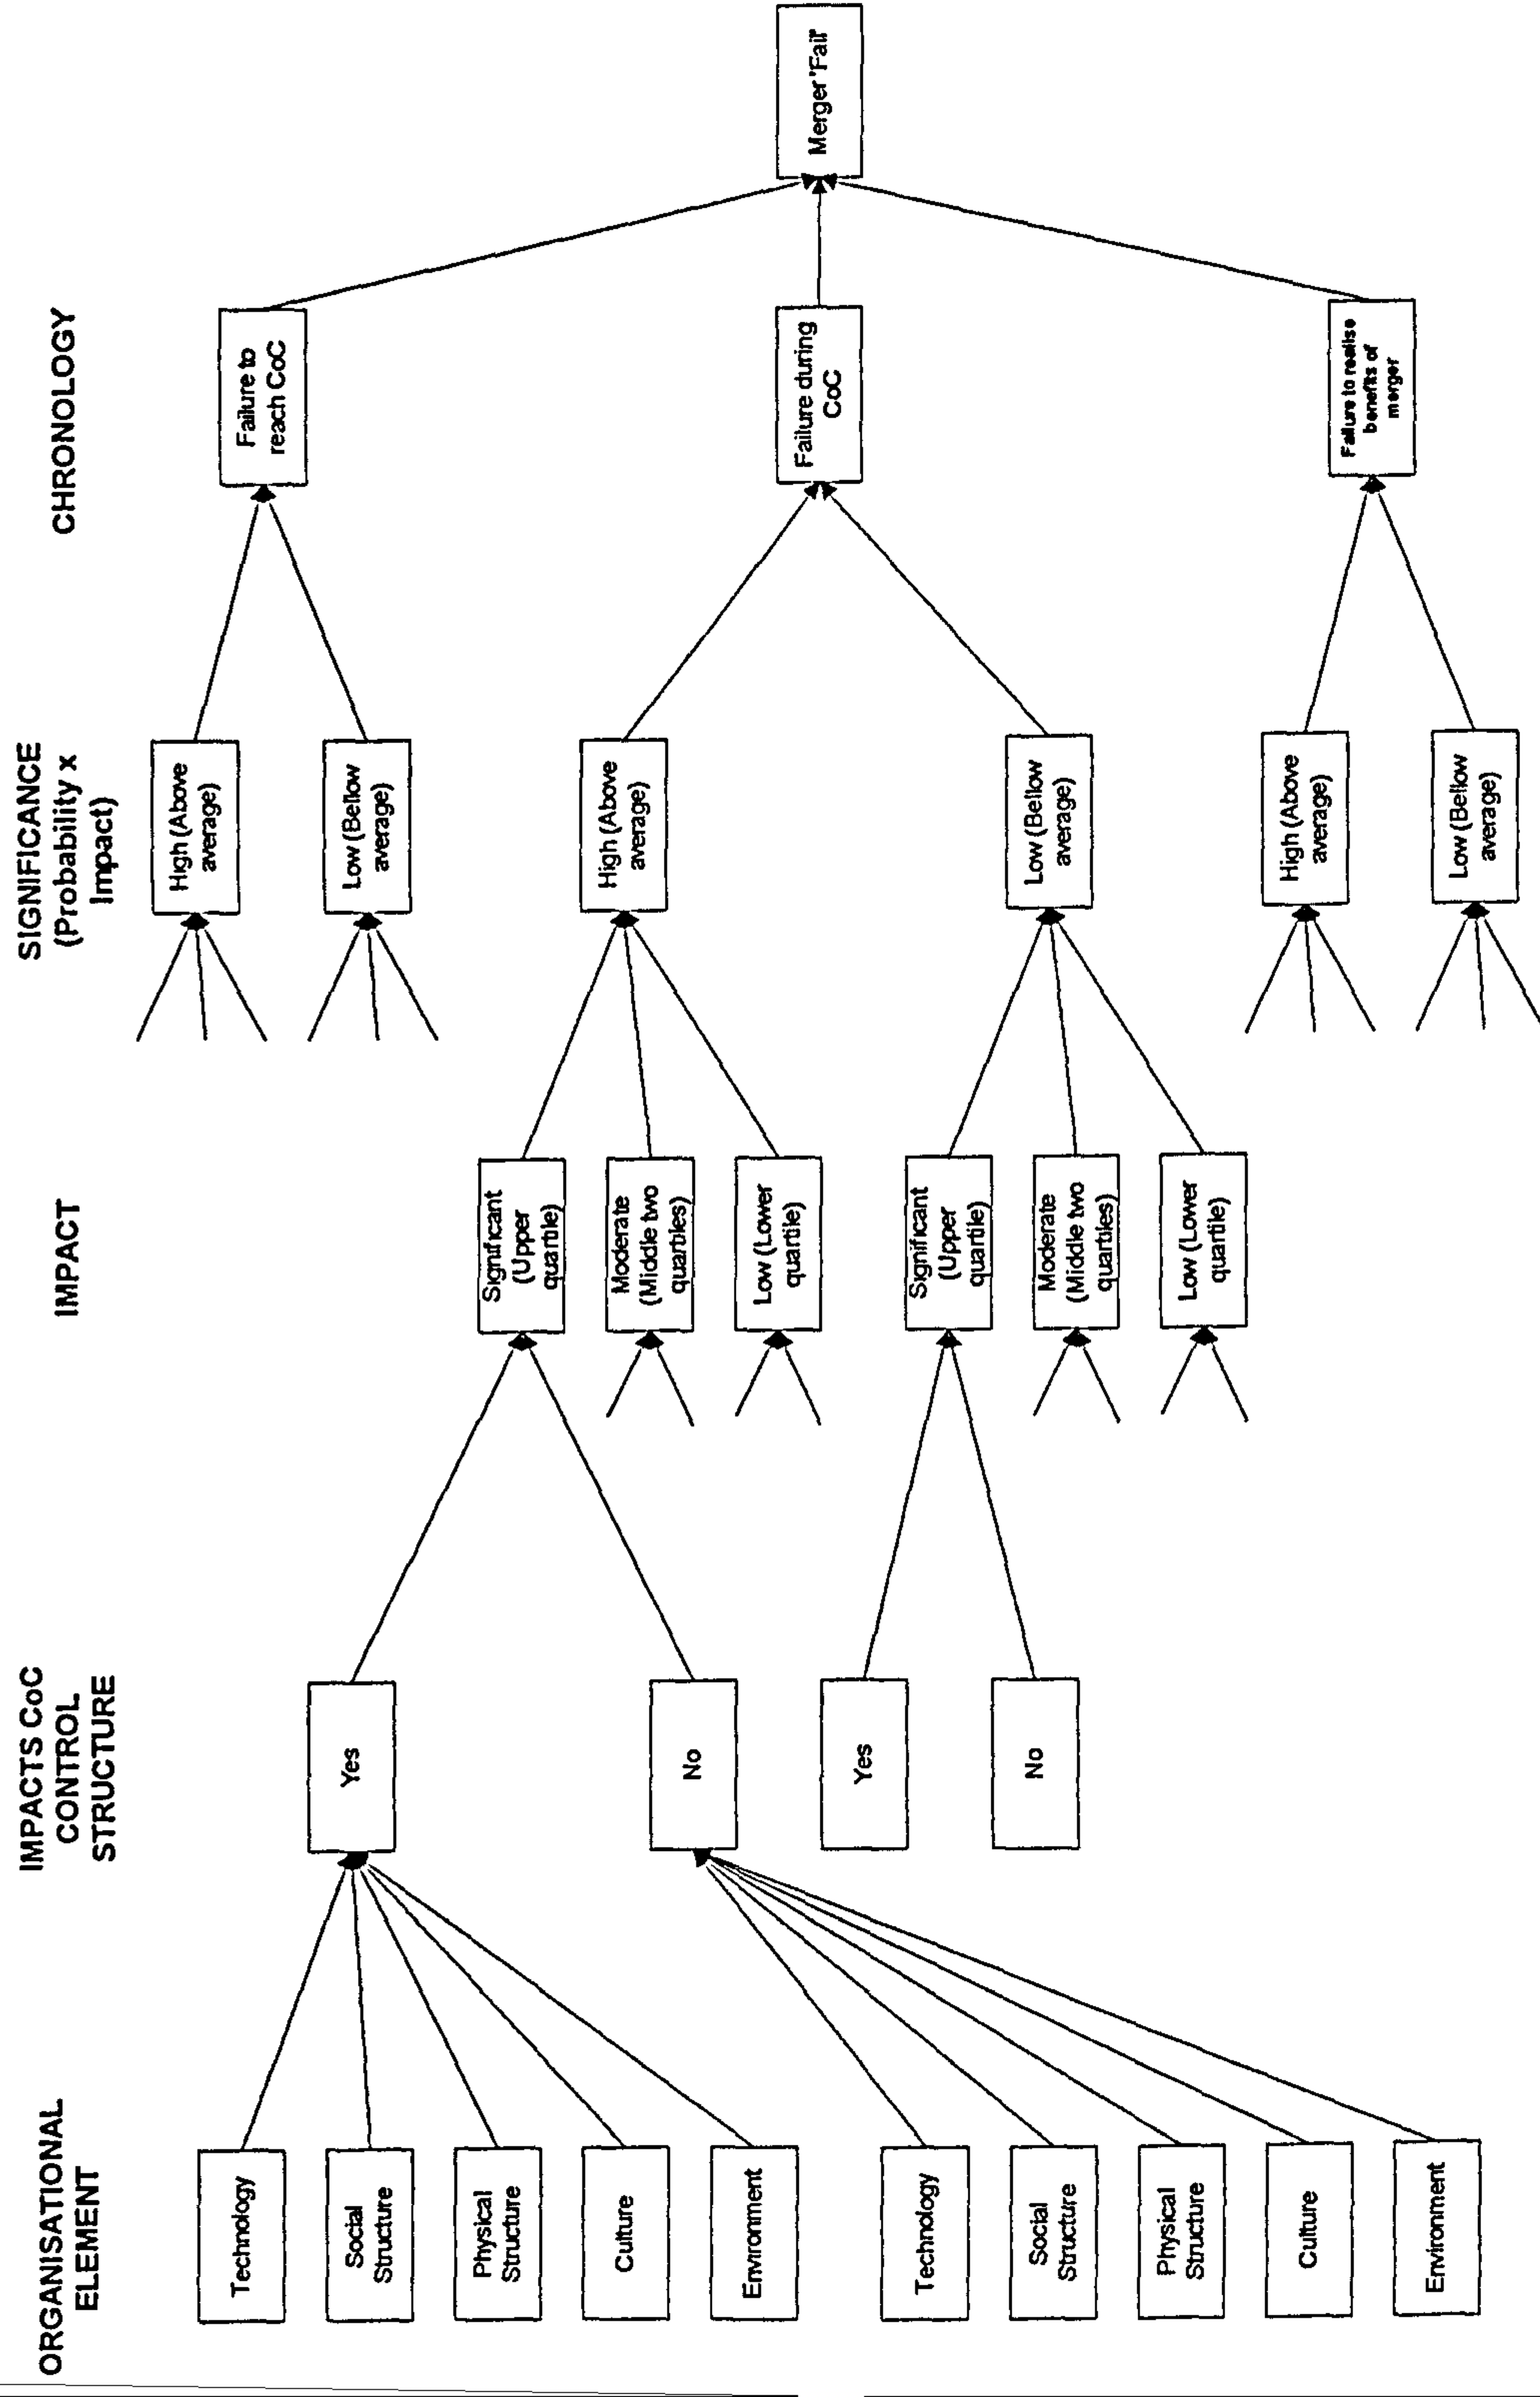 ORGANISATIONAL
ELEMENT
IMPACTS CoC
CONTROL
STRUCTURE
IMPACT
SIGNIFICANCE
(Probability x
Impact)
CHRONOLOGY
Technology
Social
Structure
Physical
Structure
Culture
Environment
Technology
Social
Structure
Physical
Structure
Culture
Environment
Yes
No
Yes
No
Significant
(Upper
quartile)
Moderate
(Middle two
quartiles)
Low (Lower
quartile)
Significant
(Upper
quartile)
Moderate
(Middle two
quartiles)
Low (Lower
quartile)
High (Above
average)
Low (Bellow
average)
High (Above
average)
Low (Bellow
average)
High (Above
average)
Low (Bellow
average)
Failure to
reach CoC
Failure during
CoC
Failure to realise
benefits of
merger
Merger 'Fail'